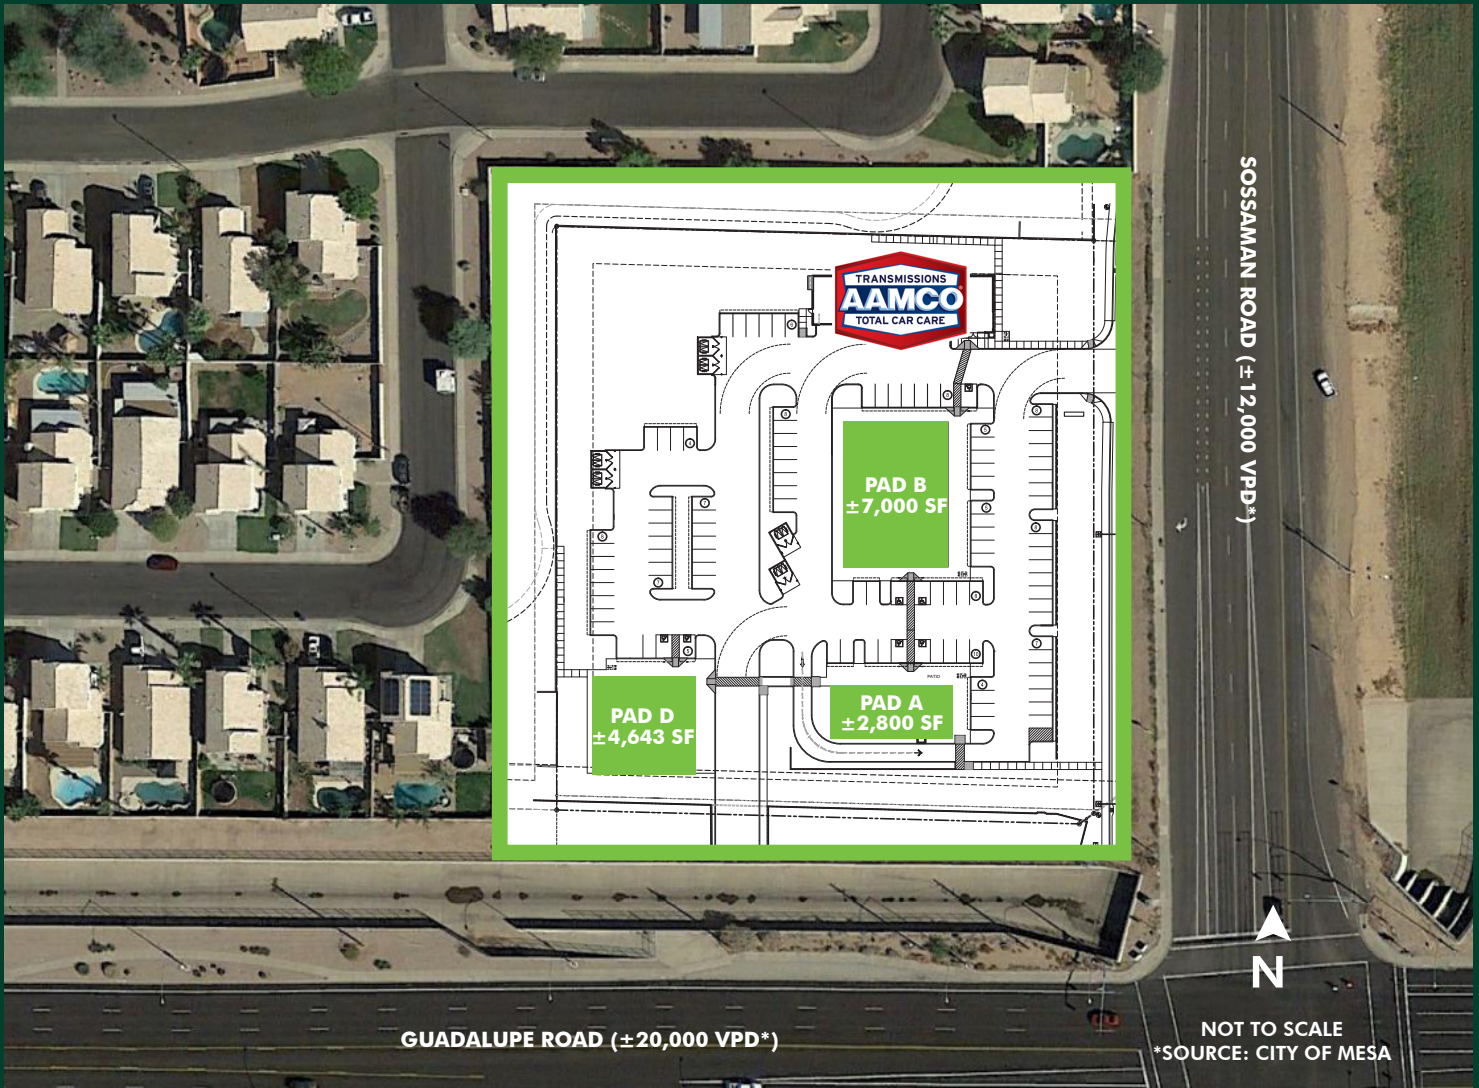 TRANSMISSIONS
AAMCO
TOTAL CAR CARE
SOSSAMAN ROAD (±12,000 VPD*)
PAD B
±7,000 SF
PATIO
PAD D
±4,643 SF
PAD A
±2,800 SF
N
GUADALUPE ROAD (±20,000 VPD*)
NOT TO SCALE
*SOURCE: CITY OF MESA